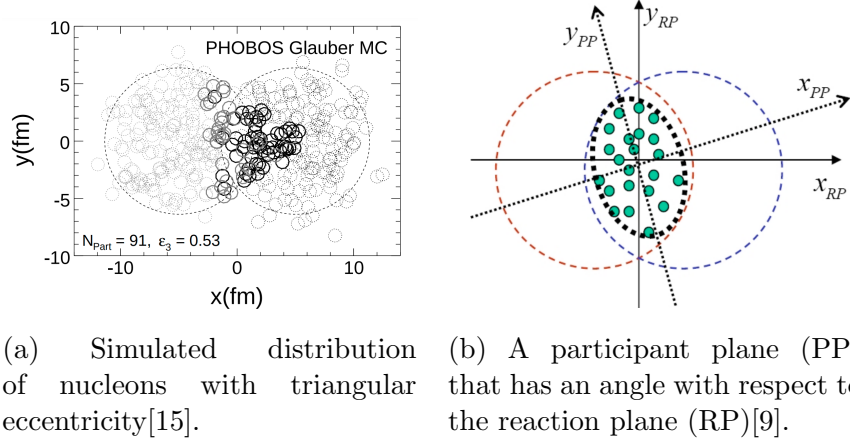 PHOBOS Glauber MC
10
5
0
-5
-10
y(fm)
N_Part = 91, ε_3 = 0.53
-10
0
10
x(fm)
y_PP
y_RP
x_PP
x_RP
(a) Simulated distribution
of nucleons with triangular
eccentricity[15].
(b) A participant plane (PP
that has an angle with respect to
the reaction plane (RP)[9].